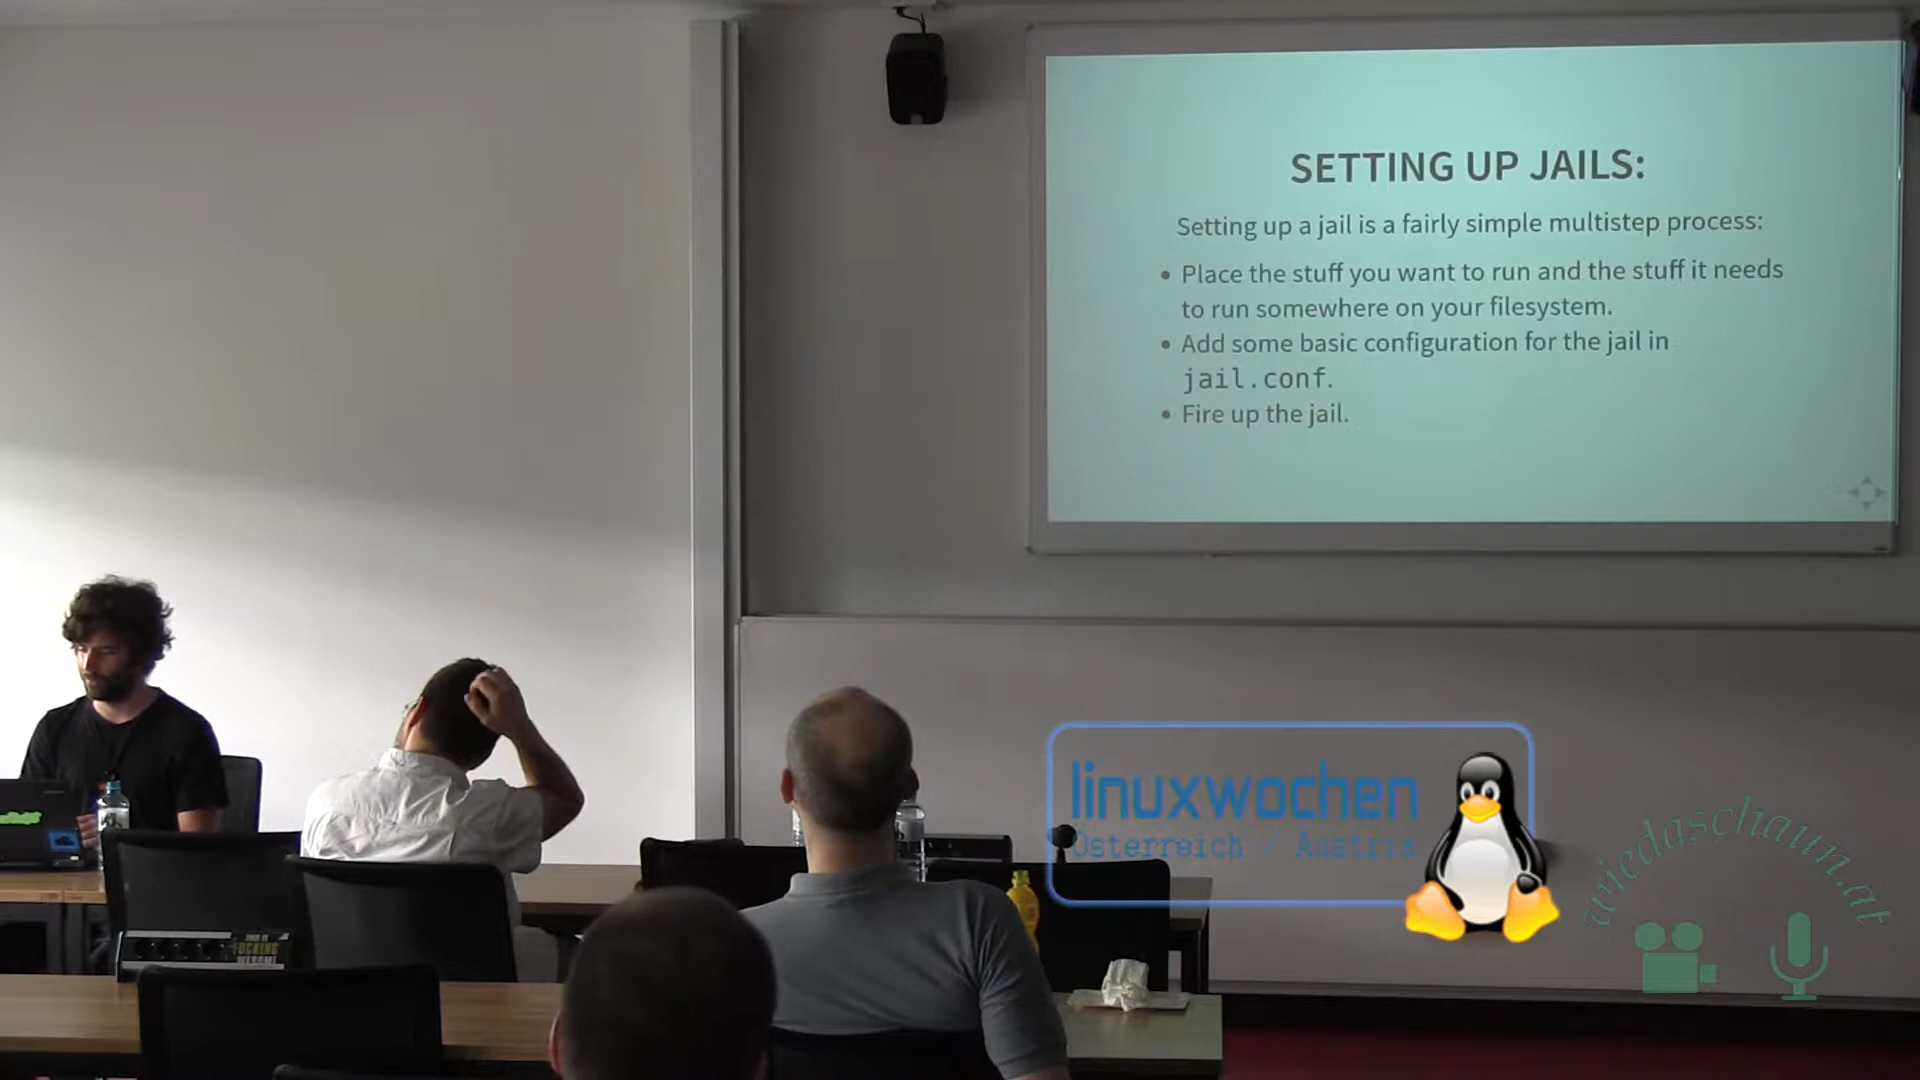 SETTING UP JAILS:
Setting up a jail is a fairly simple multistep process:
• Place the stuff you want to run and the stuff it needs
to run somewhere on your filesystem.
• Add some basic configuration for the jail in
jail.conf.
• Fire up the jail.
linuxwochen
Österreich / Austria
wiedaschaun.at
THIS IS